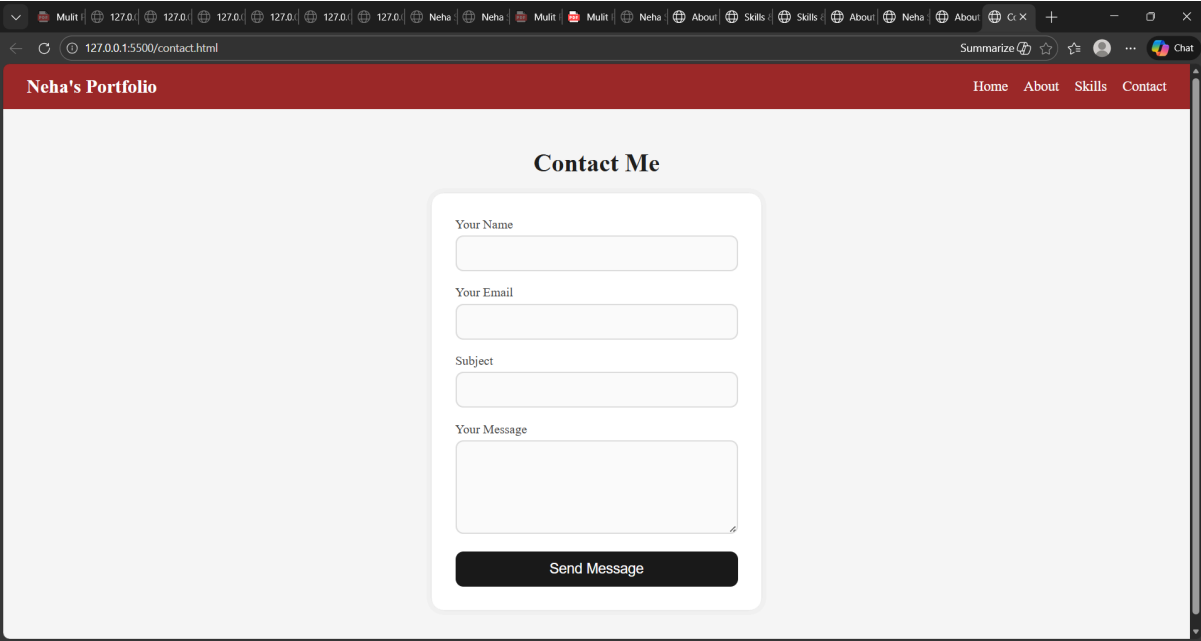 Mulit 127.0. 127.0. 127.0. 127.0. 127.0. 127.0. Neha Neha Mulit Mulit Neha About Skills Skills About Neha About Co
127.0.0.1:5500/contact.html Summarize Chat
Neha's Portfolio Home About Skills Contact
Contact Me
Your Name
Your Email
Subject
Your Message
Send Message